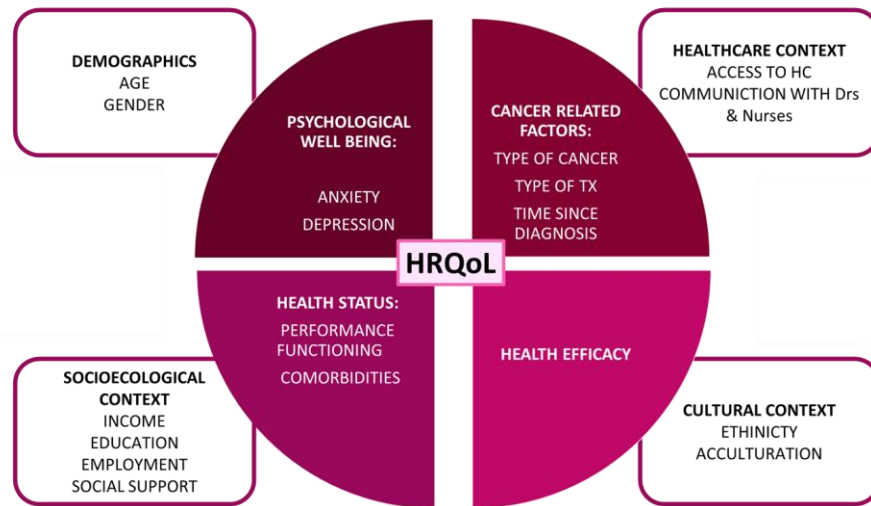 DEMOGRAPHICS
AGE
GENDER
PSYCHOLOGICAL
WELL BEING:
ANXIETY
DEPRESSION
CANCER RELATED
FACTORS:
TYPE OF CANCER
TYPE OF TX
TIME SINCE
DIAGNOSIS
HEALTHCARE CONTEXT
ACCESS TO HC
COMMUNICTION WITH Drs
& Nurses
HRQoL
HEALTH STATUS:
PERFORMANCE
FUNCTIONING
COMORBIDITIES
HEALTH EFFICACY
SOCIOECOLOGICAL
CONTEXT
INCOME
EDUCATION
EMPLOYMENT
SOCIAL SUPPORT
CULTURAL CONTEXT
ETHINICTY
ACCULTURATION